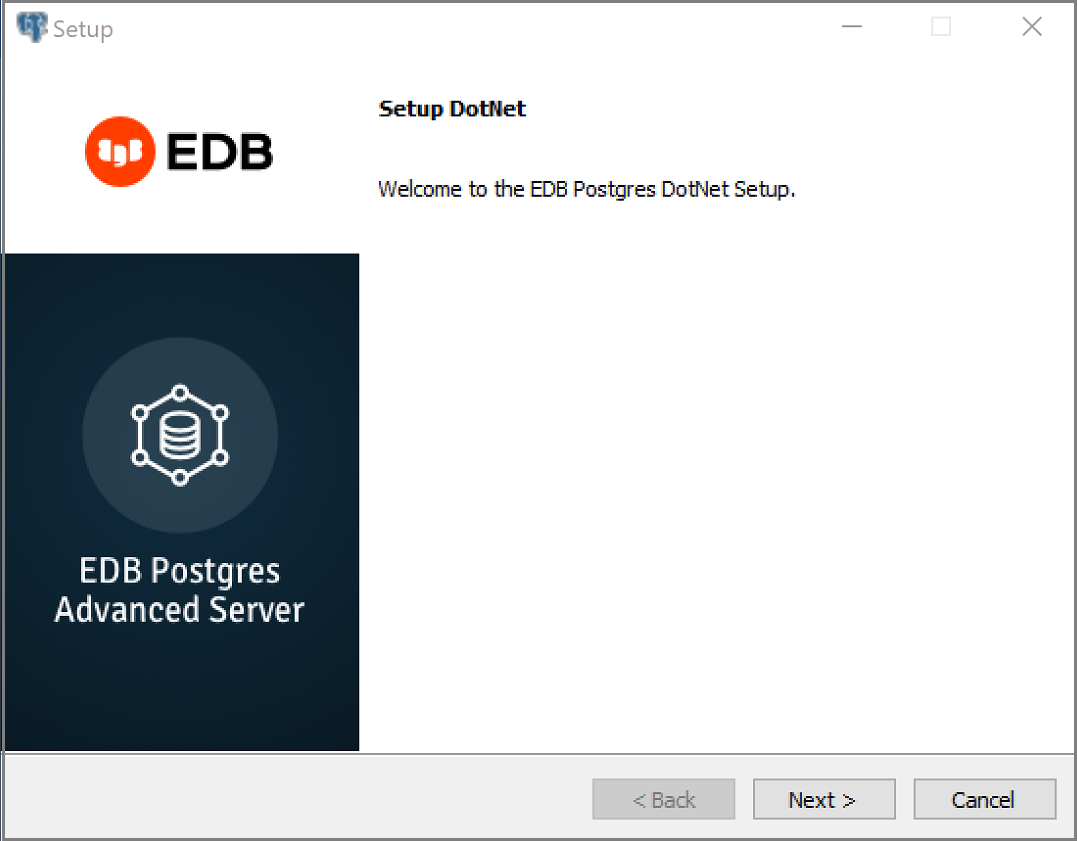 Setup
EDB
Setup DotNet
Welcome to the EDB Postgres DotNet Setup.
EDB Postgres
Advanced Server
< Back
Next >
Cancel